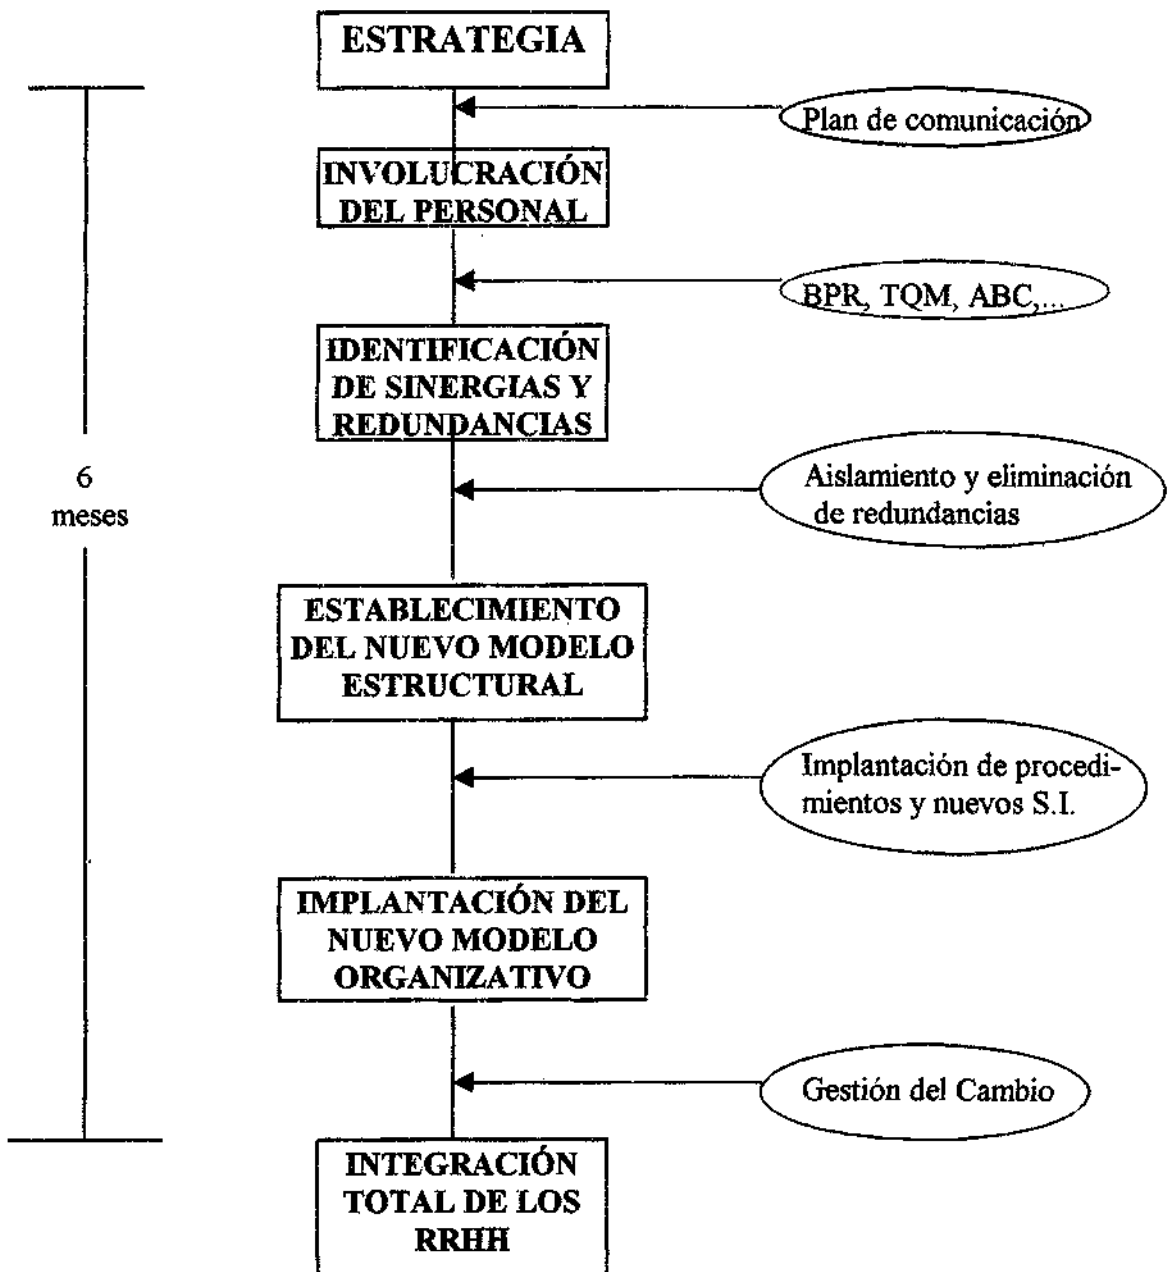 ESTRATEGIA
Plan de comunicación
INVOLUCRACIÓN
DEL PERSONAL
BPR, TQM, ABC,...
IDENTIFICACIÓN
DE SINERGIAS Y
REDUNDANCIAS
6
meses
Aislamiento y eliminación
de redundancias
ESTABLECIMIENTO
DEL NUEVO MODELO
ESTRUCTURAL
Implantación de procedi-
mientos y nuevos S.I.
IMPLANTACIÓN DEL
NUEVO MODELO
ORGANIZATIVO
Gestión del Cambio
INTEGRACIÓN
TOTAL DE LOS
RRHH